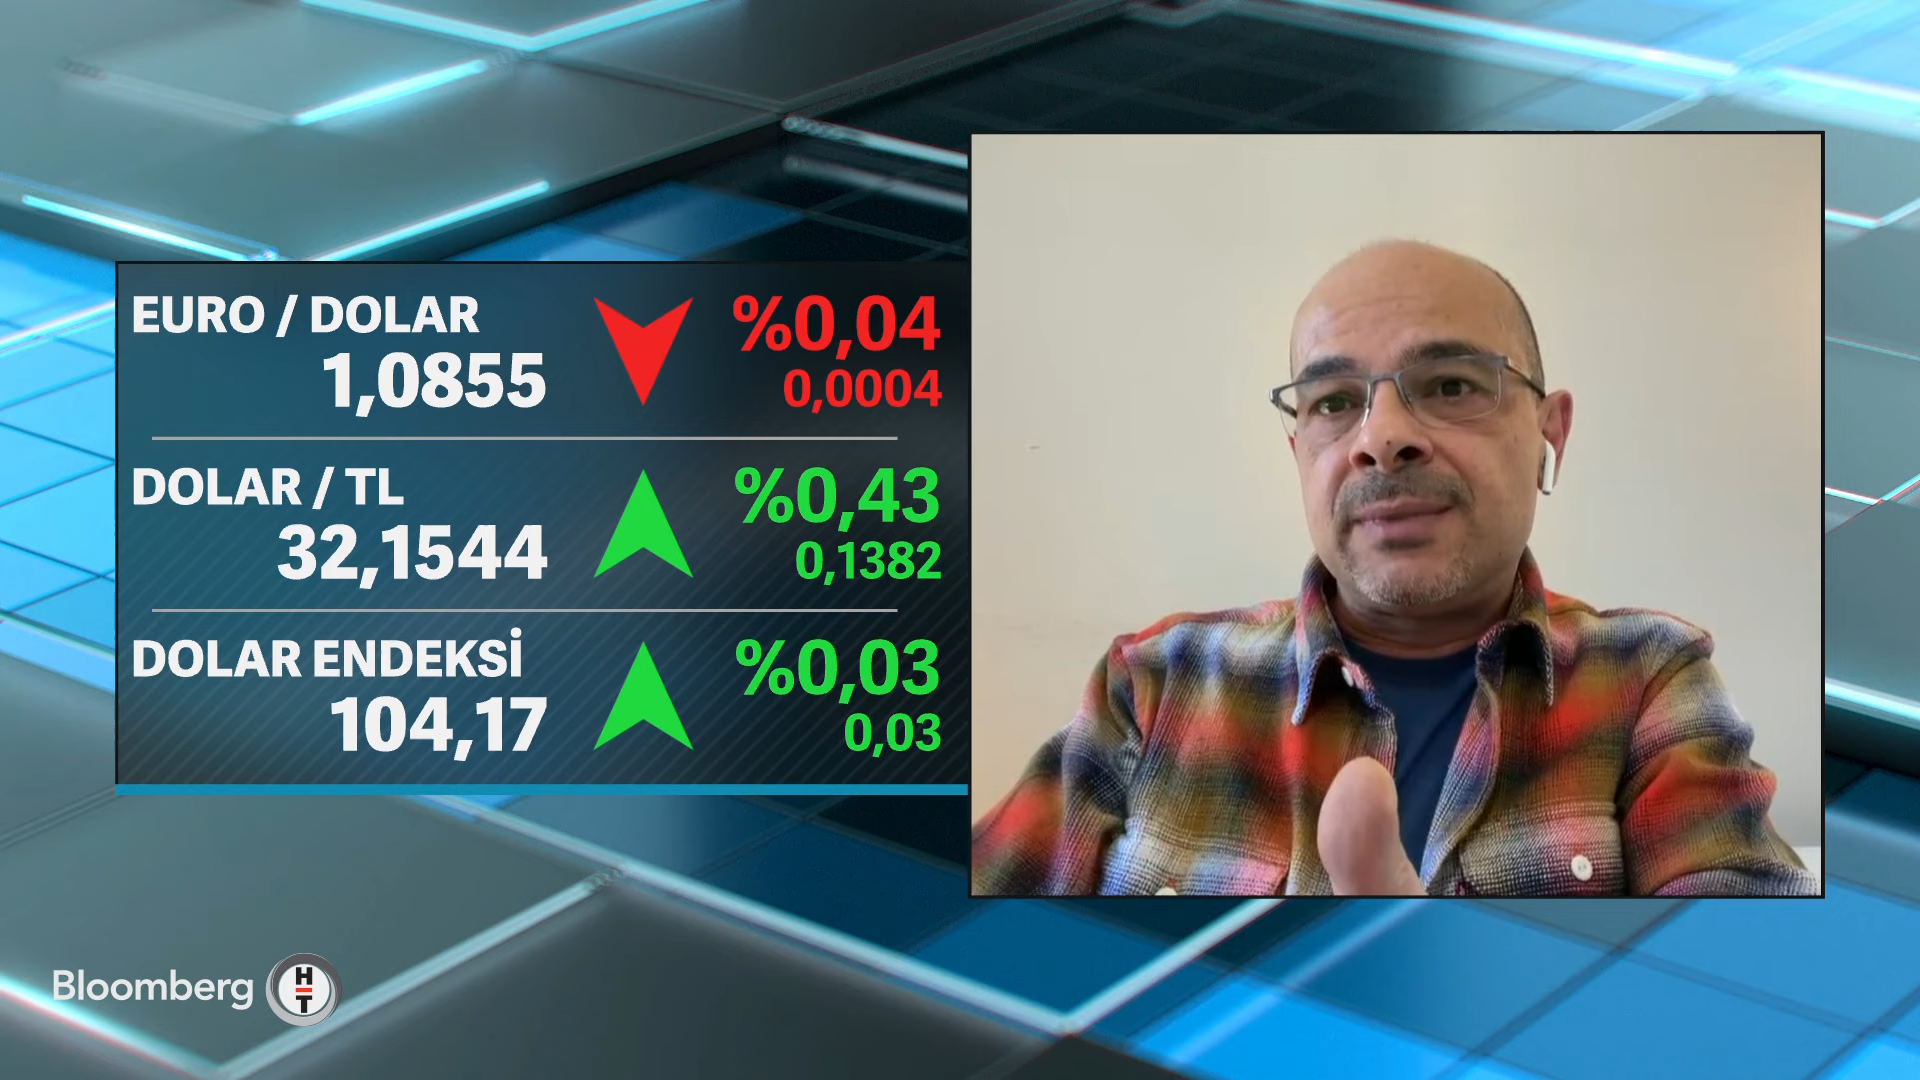 EURO / DOLAR
1,0855
%0,04
0,0004
DOLAR / TL
32,1544
%0,43
0,1382
DOLAR ENDEKSİ
104,17
%0,03
0,03
Bloomberg HT